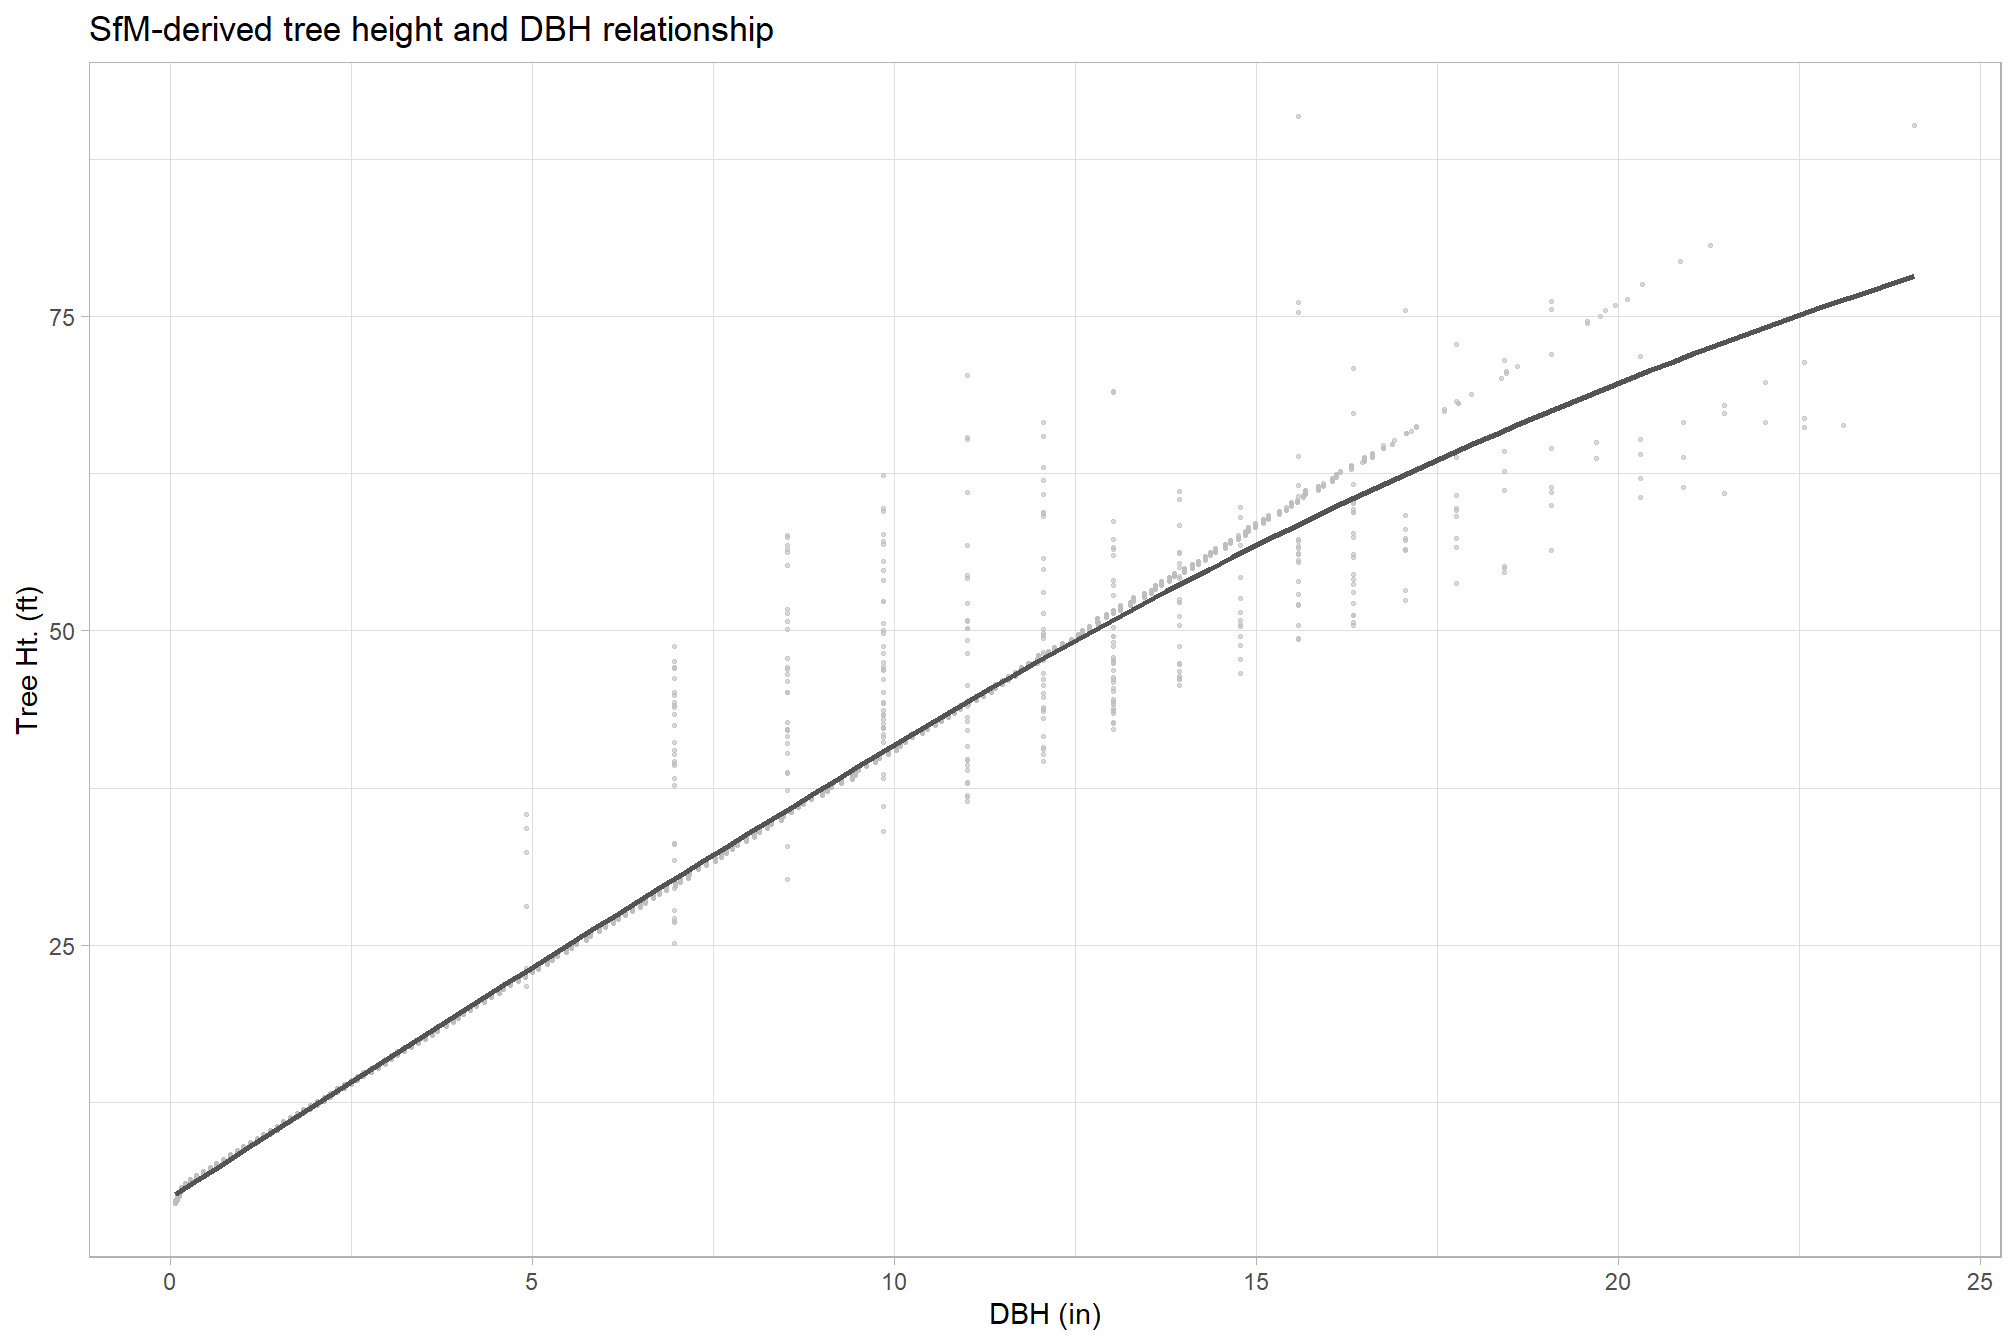 SfM-derived tree height and DBH relationship
75
50
25
Tree Ht. (ft)
0 5 10 15 20 25
DBH (in)